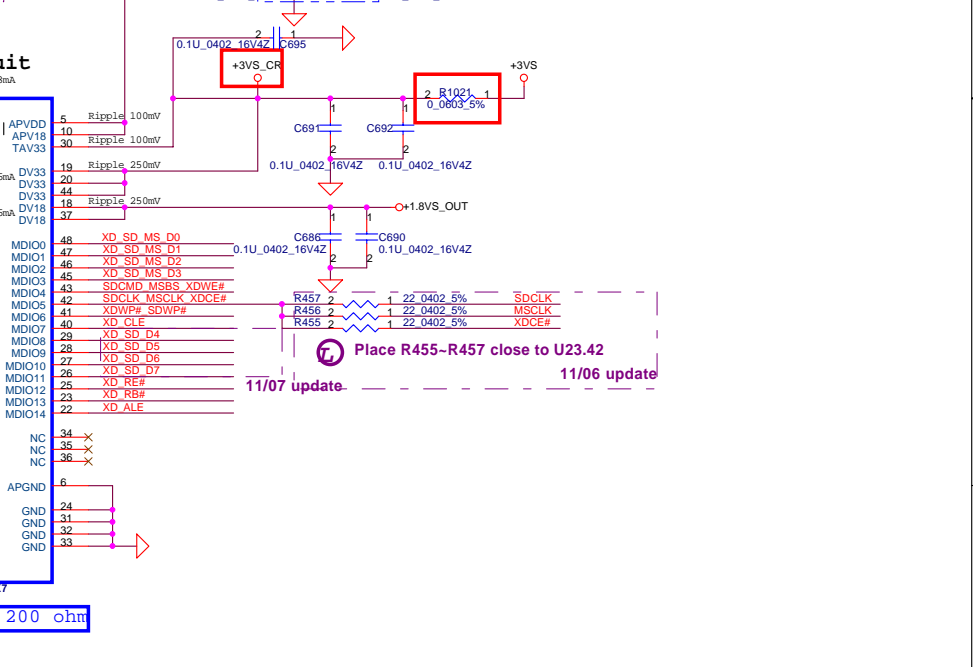 2 1
0.1U_0402_16V4Z C695
uit
+3VS_CR
+3VS
2 R1021 1
0_0603_5%
APVDD 5 Ripple 100mV
APV18 10
TAV33 30 Ripple 100mV
1 1
C691 C692
2 2
0.1U_0402_16V4Z 0.1U_0402_16V4Z
DV33 19 Ripple 250mV
DV33 20
DV33 44
DV18 18 Ripple 250mV
DV18 37
+1.8VS_OUT
1 1
C686 C690
0.1U_0402_16V4Z 0.1U_0402_16V4Z
2 2
MDIO0 48 XD_SD_MS_D0
MDIO1 47 XD_SD_MS_D1
MDIO2 46 XD_SD_MS_D2
MDIO3 45 XD_SD_MS_D3
MDIO4 43 SDCMD_MSBS_XDWE#
MDIO5 42 SDCLK_MSCLK_XDCE#
MDIO6 41 XDWP#_SDWP#
MDIO7 40 XD_CLE
MDIO8 29 XD_SD_D4
MDIO9 28 XD_SD_D5
MDIO10 27 XD_SD_D6
MDIO11 26 XD_SD_D7
MDIO12 25 XD_RE#
MDIO13 23 XD_RB#
MDIO14 22 XD_ALE
R457 2 1 22_0402_5% SDCLK
R456 2 1 22_0402_5% MSCLK
R455 2 1 22_0402_5% XDCE#
Place R455~R457 close to U23.42
11/06 update
11/07 update
NC 34
NC 35
NC 36
APGND 6
GND 24
GND 31
GND 32
GND 33
200 ohm